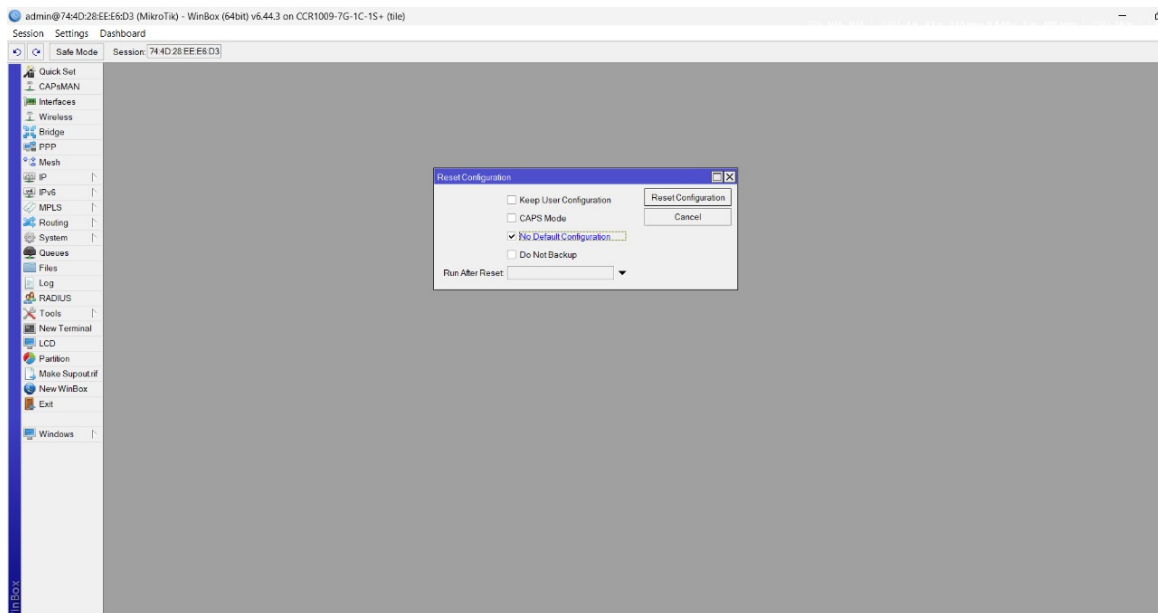 admin@74:4D:28:EE:E6:D3 (MikroTik) - WinBox (64bit) v6.44.3 on CCR1009-7G-1C-1S+ (tile)
Session Settings Dashboard
Safe Mode Session: 74:4D:28:EE:E6:D3
Quick Set
CAPsMAN
Interfaces
Wireless
Bridge
PPP
Mesh
IP
IPv6
MPLS
Routing
System
Queues
Files
Log
RADIUS
Tools
New Terminal
LCD
Partition
Make Supout.rif
New WinBox
Exit
Windows
Reset Configuration
Keep User Configuration Reset Configuration
CAPS Mode Cancel
No Default Configuration
Do Not Backup
Run After Reset:
inBox